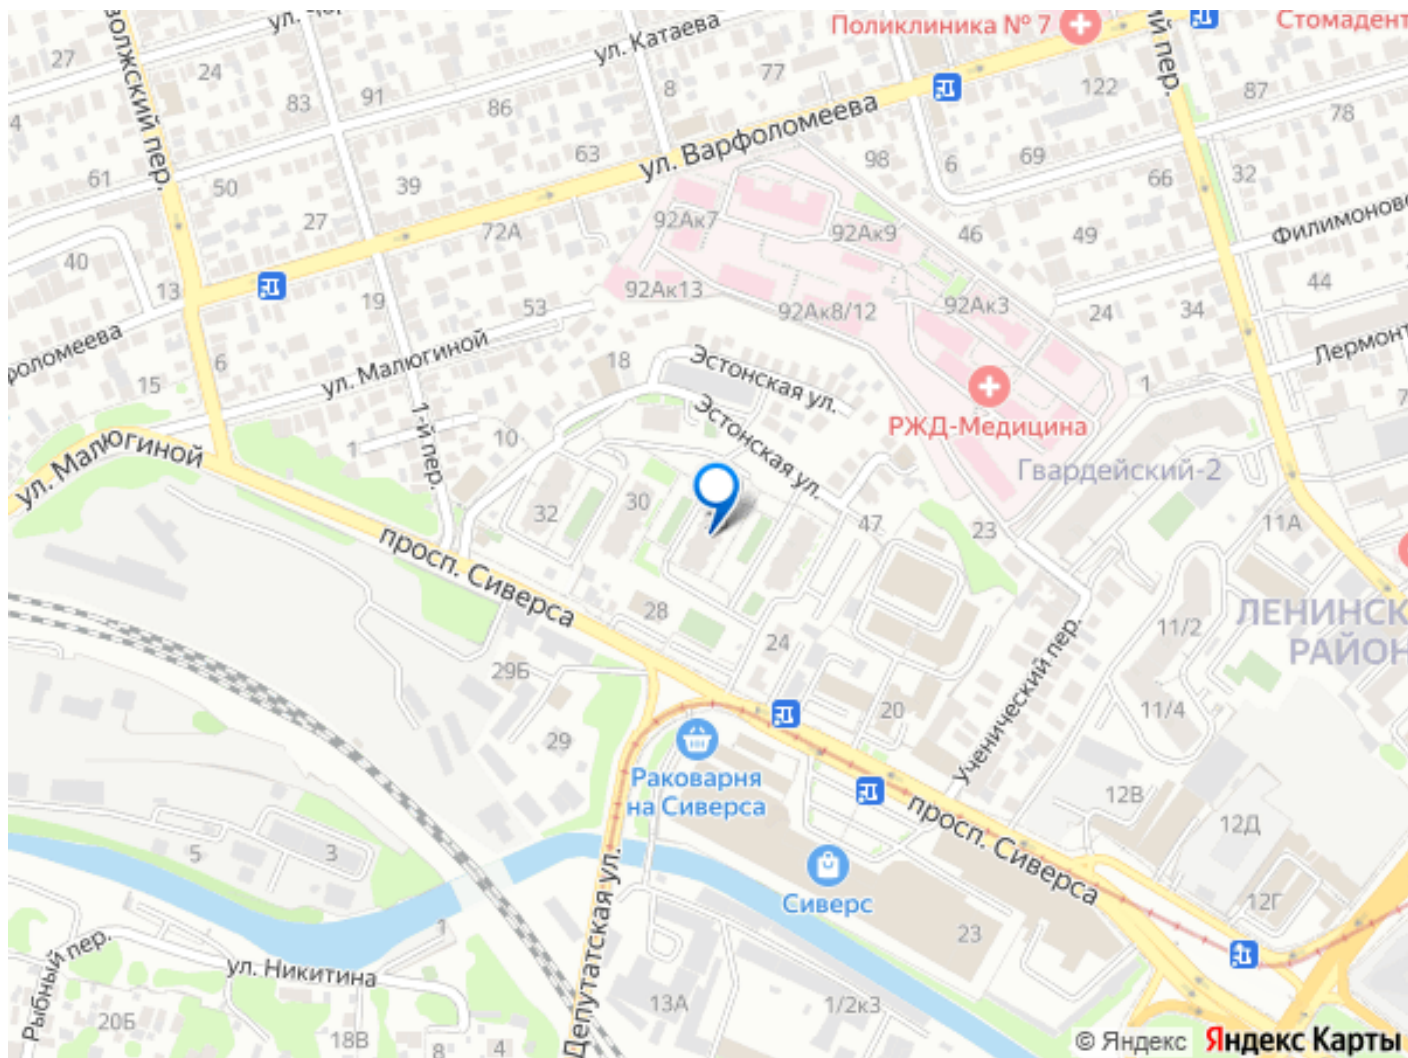 ул. Катаева
Поликлиника № 7
Стомадент
27
24
83
91
86
8
77
122
87
78
волжский пер.
ул. Варфоломеева
4
61
50
39
63
98
6
69
66
32
27
72А
92Ак7
92Ак9
46
49
Филимоновс
40
13
19
53
92Ак13
92Ак8/12
92Ак3
24
34
44
фоломеева
6
15
ул. Малюгиной
18
Эстонская ул.
Эстонская ул.
1
Лермонт
7
РЖД-Медицина
1-й пер.
1
10
ул. Малюгиной
Гвардейский-2
32
30
47
23
11А
просп. Сиверса
28
24
ЛЕНИНСК
РАЙОН
11/2
29Б
20
11/4
Ученический пер.
29
Раковарня
на Сиверса
просп. Сиверса
12В
12Д
5
3
Сиверс
12Г
23
Депутатская ул.
1
Рыбный пер.
ул. Никитина
13А
1/2к3
20Б
18В
8
4
© Яндекс
Яндекс Карты